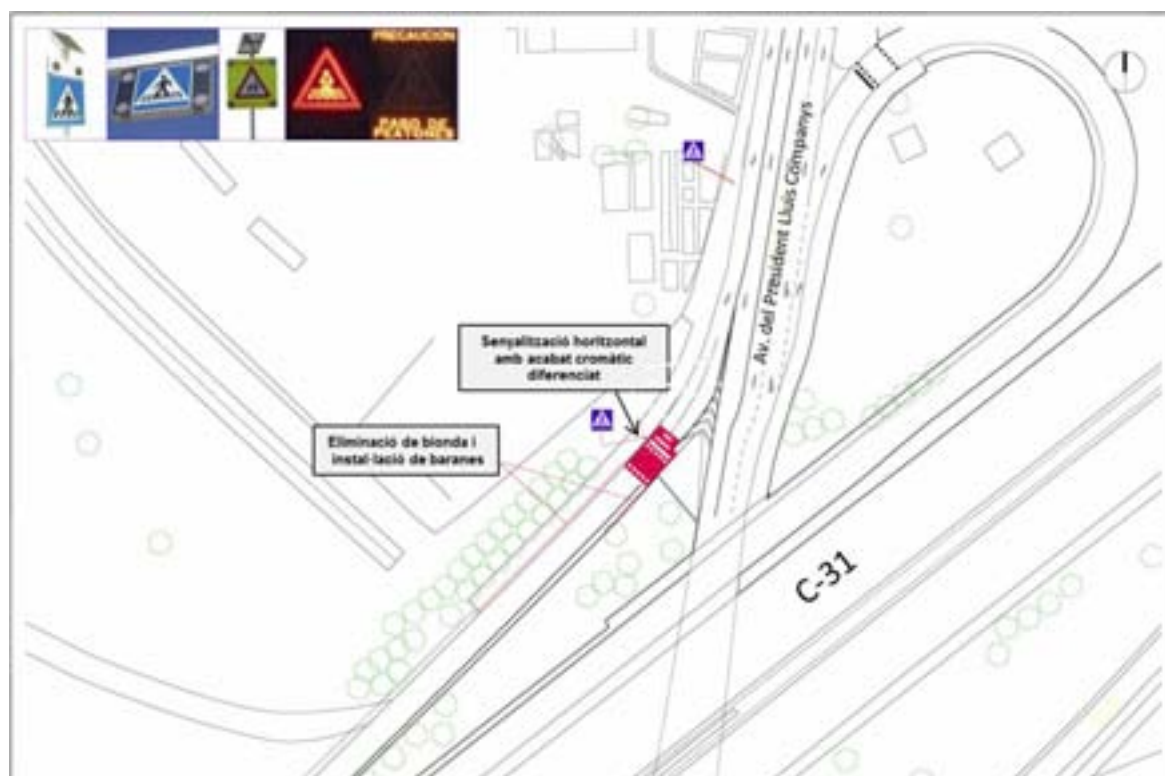 PRECAUCION
PASO DE
PEATONES
Av. del President Lluis Companys
Senyalització horitzontal
amb acabat cromàtic
diferenciat
Eliminació de bionda i
instal·lació de baranes
C-31